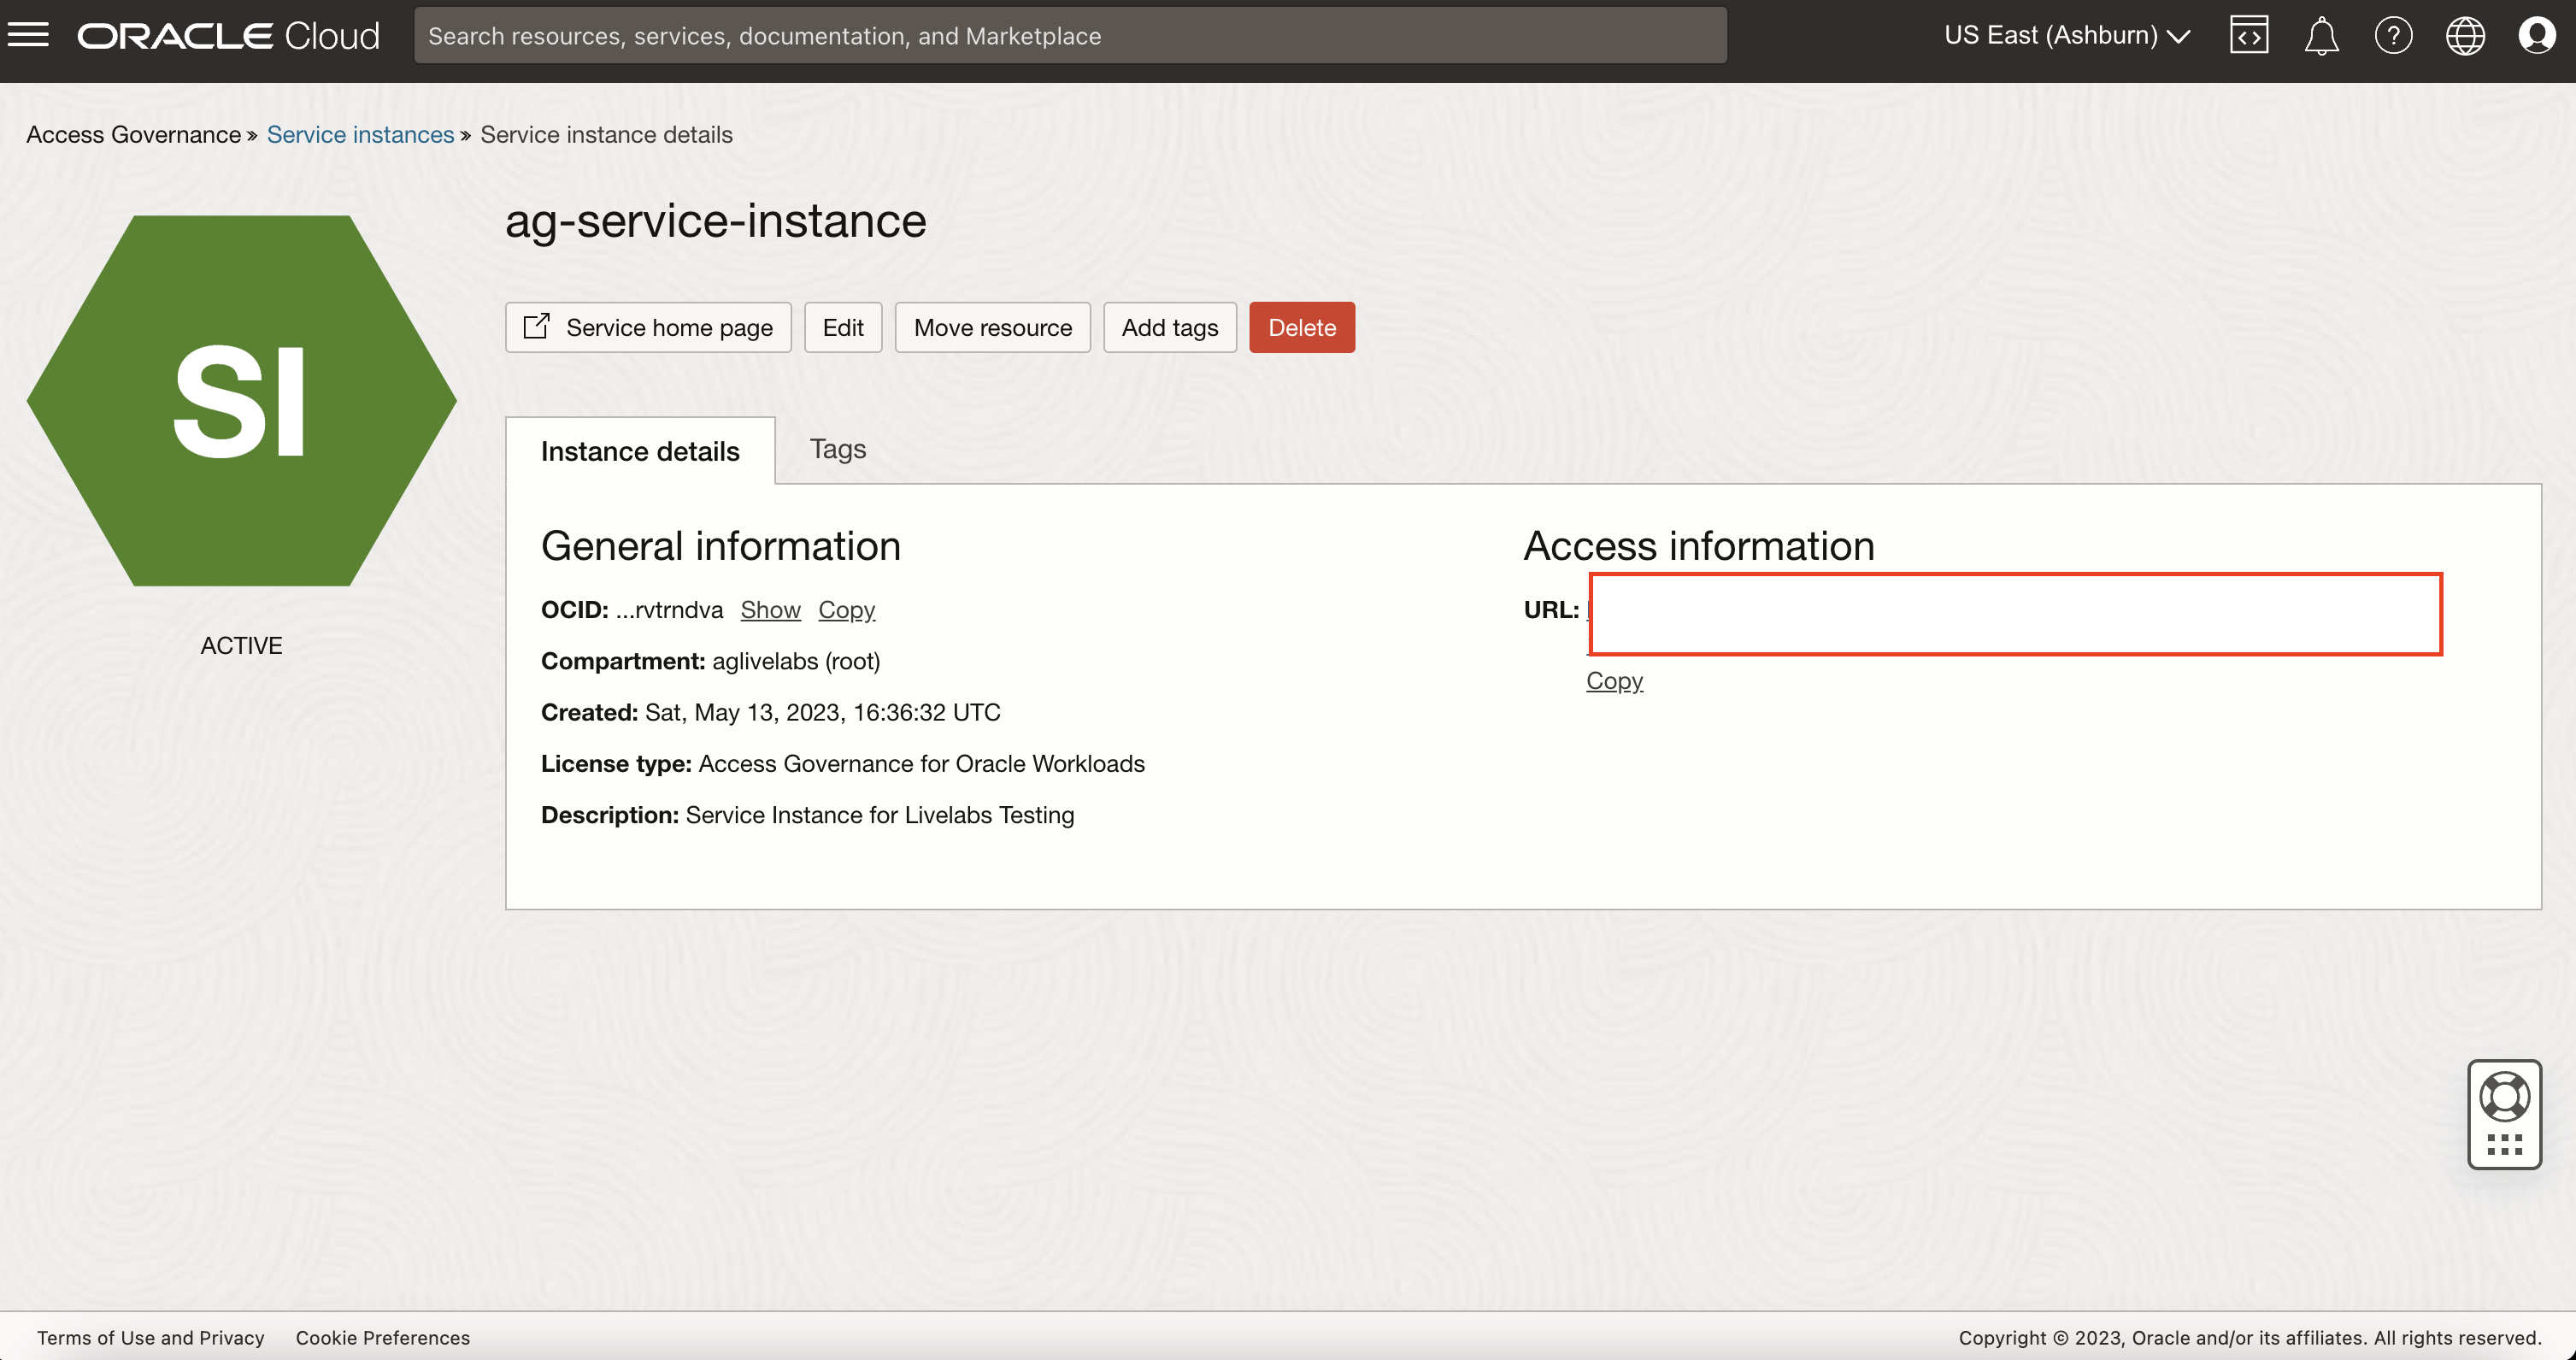 ORACLE Cloud
Search resources, services, documentation, and Marketplace
US East (Ashburn)
Access Governance » Service instances » Service instance details
SI
ACTIVE
ag-service-instance
Service home page
Edit
Move resource
Add tags
Delete
Instance details
Tags
General information
OCID: ...rvtrndva Show Copy
Compartment: aglivelabs (root)
Created: Sat, May 13, 2023, 16:36:32 UTC
License type: Access Governance for Oracle Workloads
Description: Service Instance for Livelabs Testing
Access information
URL:
Copy
Terms of Use and Privacy
Cookie Preferences
Copyright © 2023, Oracle and/or its affiliates. All rights reserved.